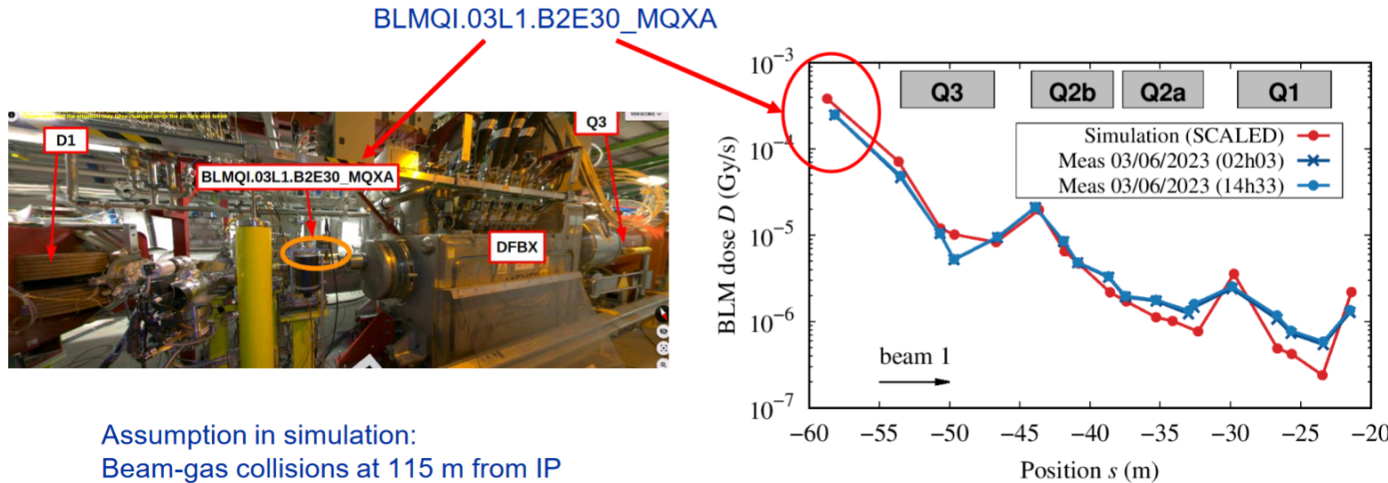 BLMQI.03L1.B2E30_MQXA
D1
BLMQI.03L1.B2E30_MQXA
DFBX
Q3
Assumption in simulation:
Beam-gas collisions at 115 m from IP
BLM dose D (Gy/s)
10⁻³
10⁻⁴
10⁻⁵
10⁻⁶
10⁻⁷
Q3 Q2b Q2a Q1
Simulation (SCALED)
Meas 03/06/2023 (02h03)
Meas 03/06/2023 (14h33)
beam 1
−60 −55 −50 −45 −40 −35 −30 −25 −20
Position s (m)